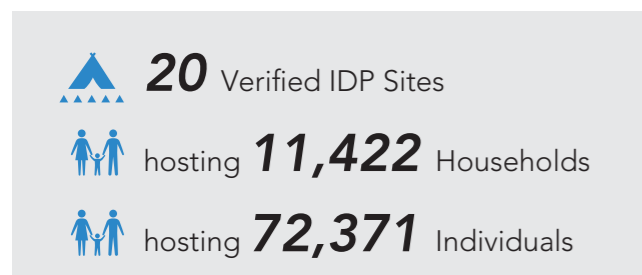 20 Verified IDP Sites
hosting 11,422 Households
hosting 72,371 Individuals